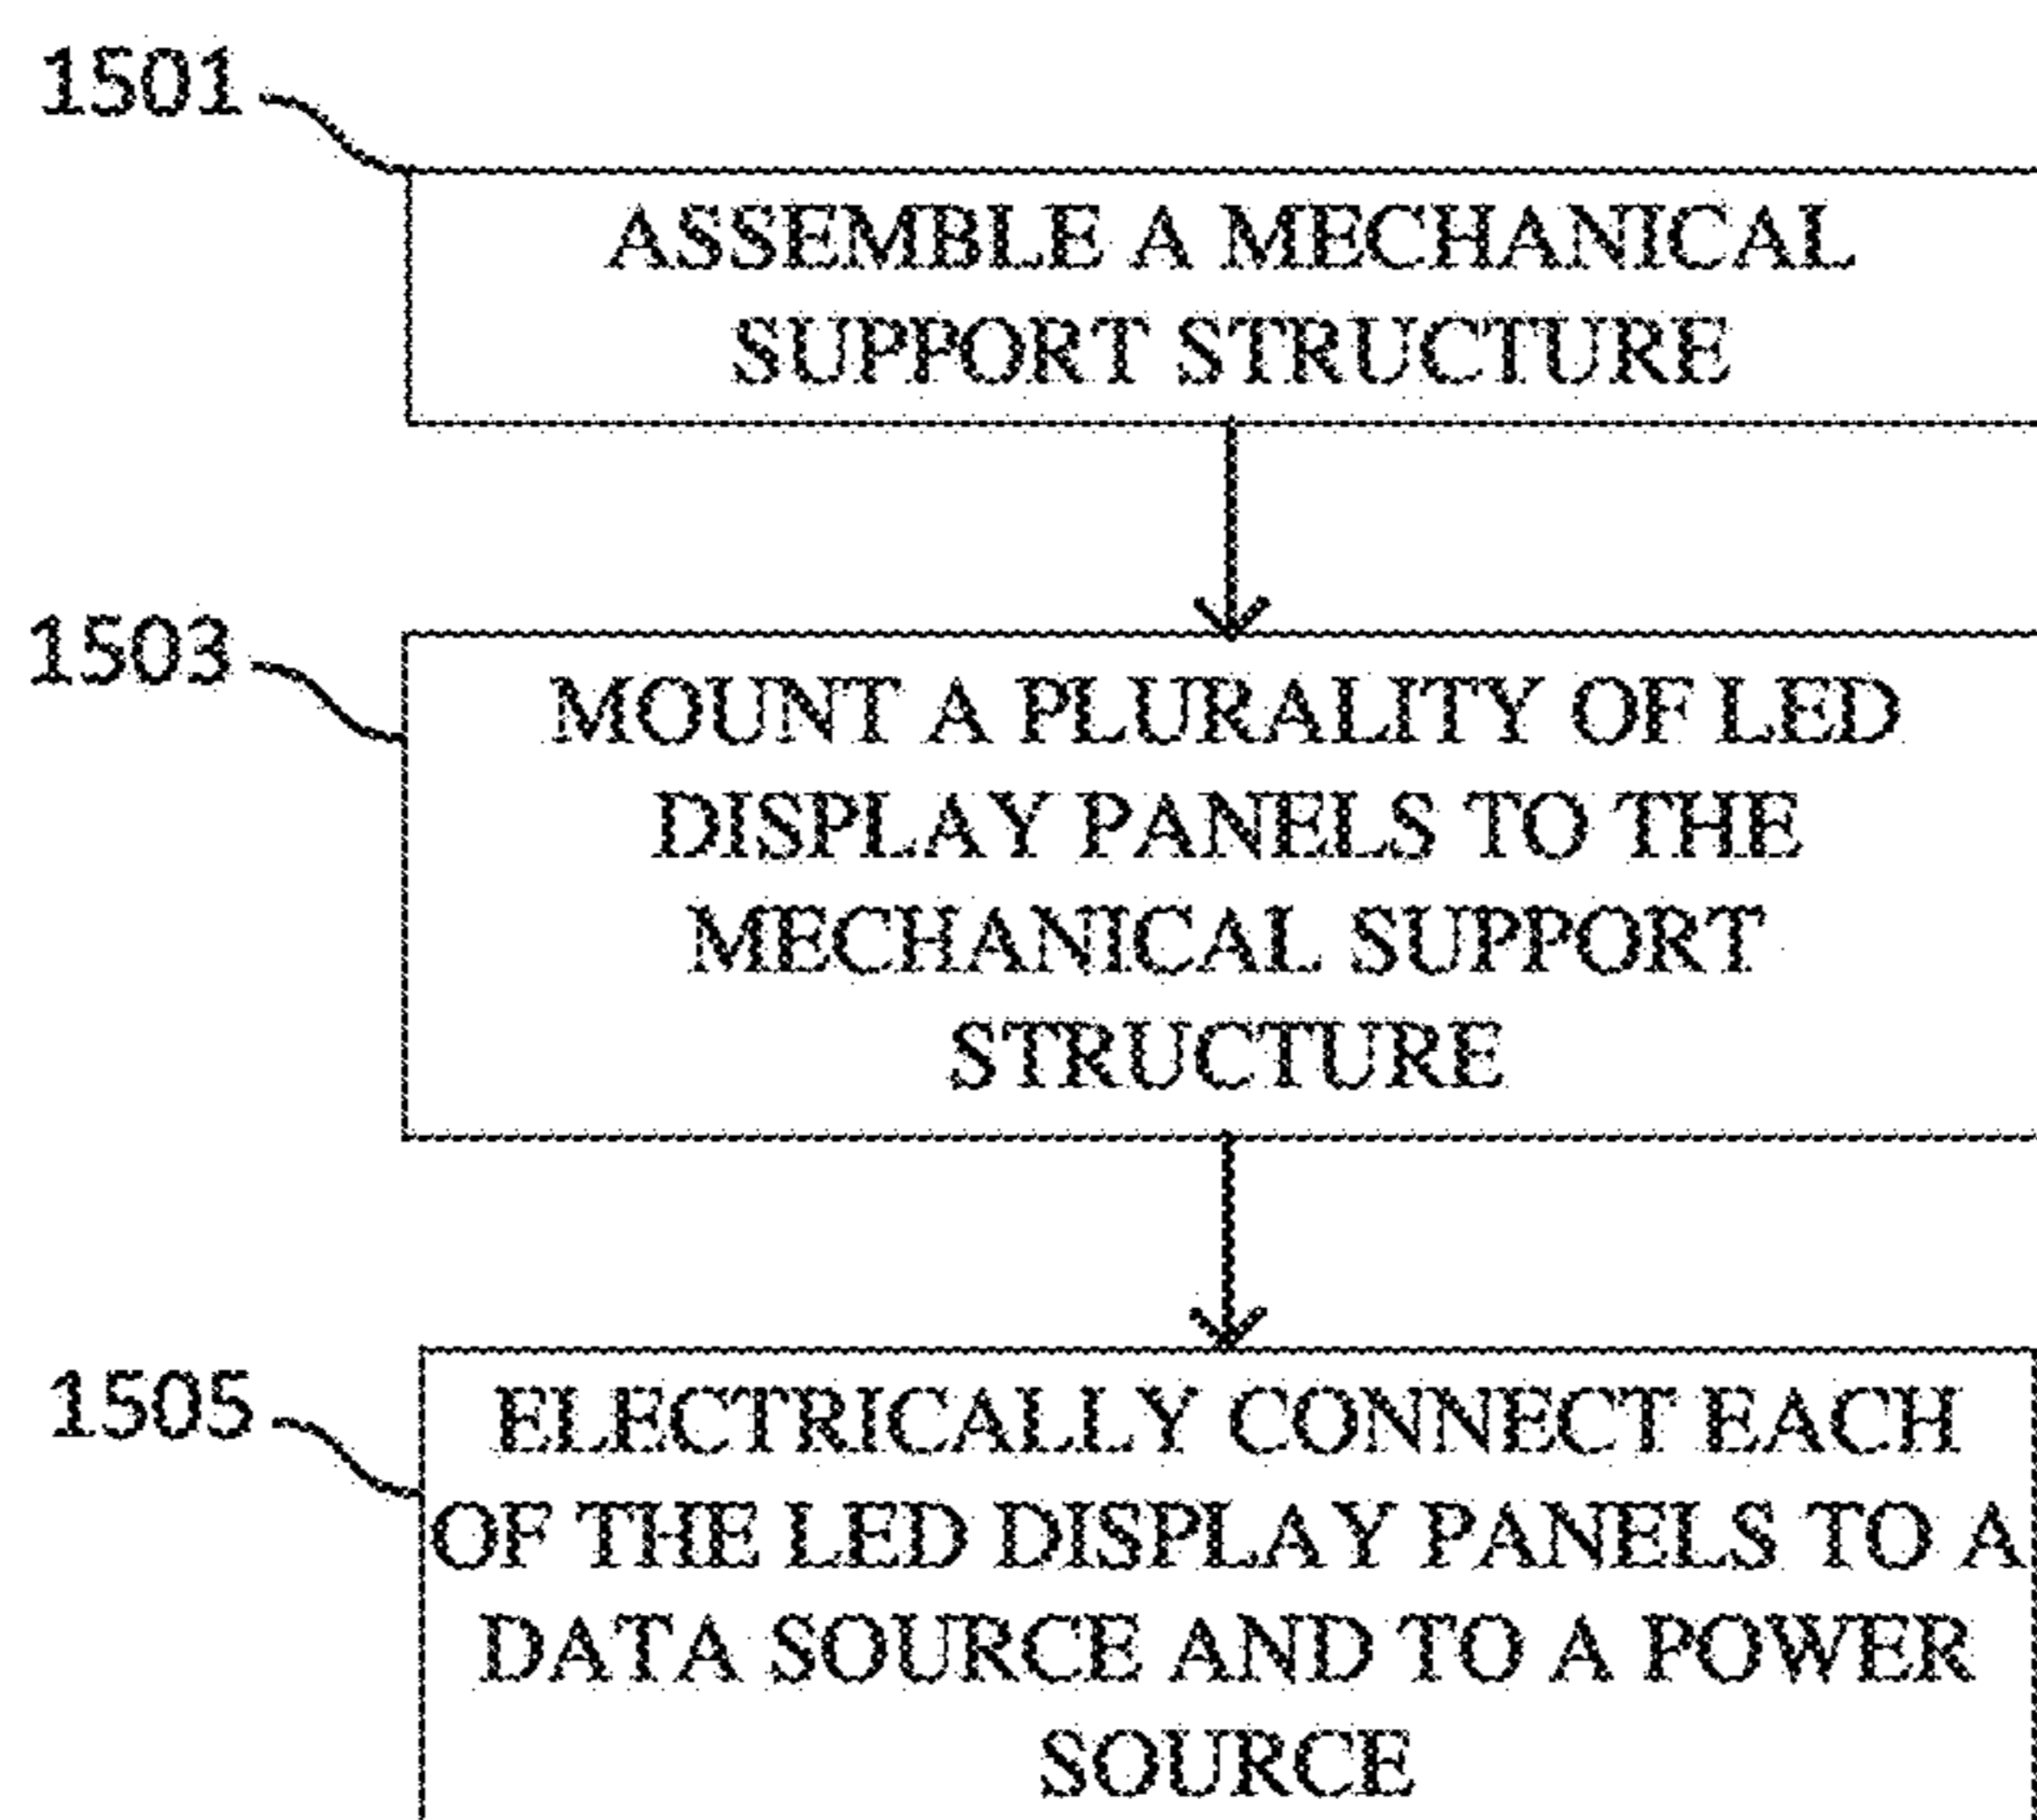 1501
ASSEMBLE A MECHANICAL
SUPPORT STRUCTURE
1503
MOUNT A PLURALITY OF LED
DISPLAY PANELS TO THE
MECHANICAL SUPPORT
STRUCTURE
1505
ELECTRICALLY CONNECT EACH
OF THE LED DISPLAY PANELS TO A
DATA SOURCE AND TO A POWER
SOURCE